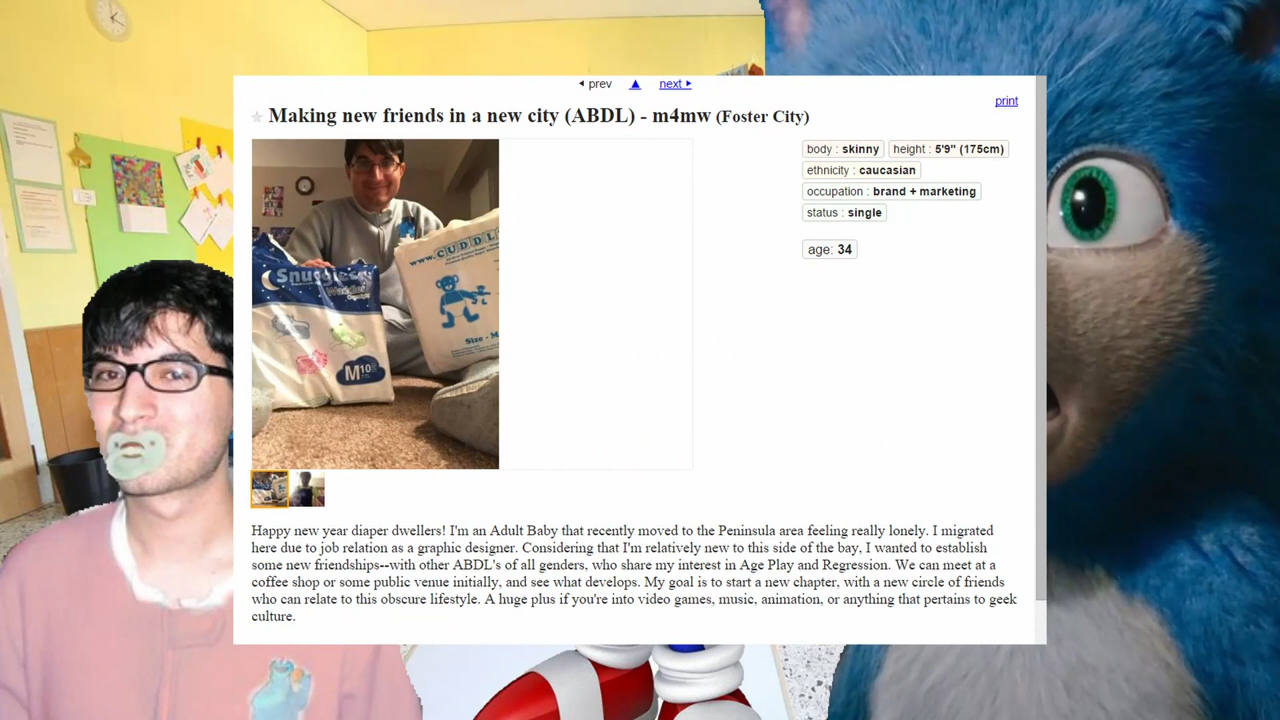 prev ▲ next
print
Making new friends in a new city (ABDL) - m4mw (Foster City)
body : skinny height : 5'9" (175cm)
ethnicity : caucasian
occupation : brand + marketing
status : single
age: 34
www.CUDDL
Snuggies
Waddler
Size - M
M 10
Happy new year diaper dwellers! I'm an Adult Baby that recently moved to the Peninsula area feeling really lonely. I migrated
here due to job relation as a graphic designer. Considering that I'm relatively new to this side of the bay, I wanted to establish
some new friendships--with other ABDL's of all genders, who share my interest in Age Play and Regression. We can meet at a
coffee shop or some public venue initially, and see what develops. My goal is to start a new chapter, with a new circle of friends
who can relate to this obscure lifestyle. A huge plus if you're into video games, music, animation, or anything that pertains to geek
culture.